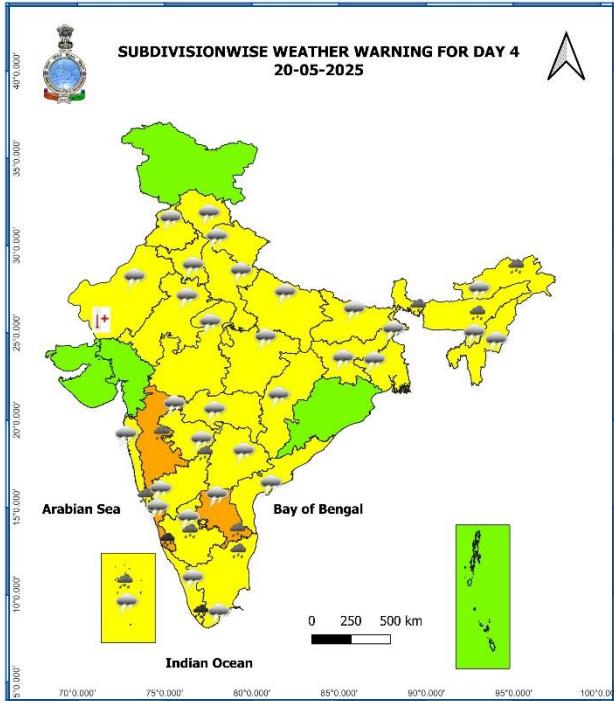 SUBDIVISIONWISE WEATHER WARNING FOR DAY 4
20-05-2025
40°0.000'
35°0.000'
30°0.000'
25°0.000'
20°0.000'
15°0.000'
10°0.000'
5°0.000'
Arabian Sea
Bay of Bengal
0 250 500 km
Indian Ocean
70°0.000' 75°0.000' 80°0.000' 85°0.000' 90°0.000' 95°0.000' 100°0.00